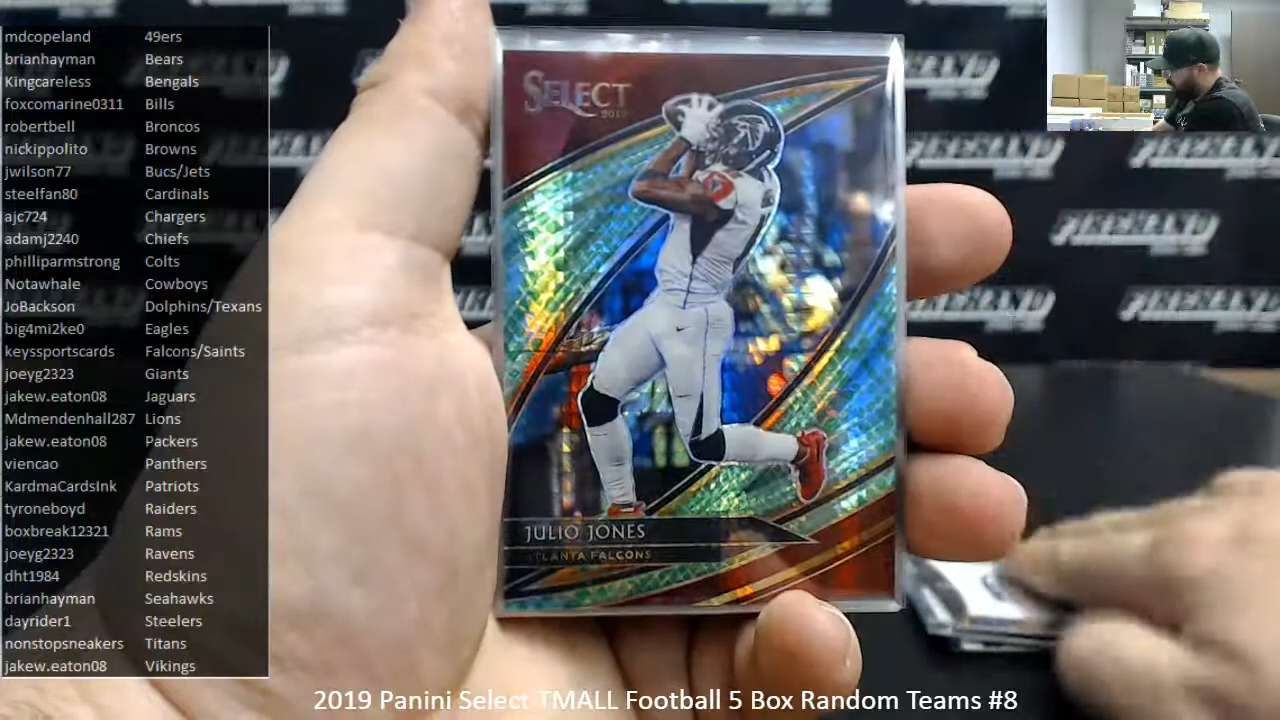 mdcopeland 49ers
brianhayman Bears
Kingcareless Bengals
foxcomarine0311 Bills
robertbell Broncos
nickippolito Browns
jwilson77 Bucs/Jets
steelfan80 Cardinals
ajc724 Chargers
adamj2240 Chiefs
philliparmstrong Colts
Notawhale Cowboys
JoBackson Dolphins/Texans
big4mi2ke0 Eagles
keyssportscards Falcons/Saints
joeyg2323 Giants
jakew.eaton08 Jaguars
Mdmendenhall287 Lions
jakew.eaton08 Packers
viencao Panthers
KardmaCardsInk Patriots
tyroneboyd Raiders
boxbreak12321 Rams
joeyg2323 Ravens
dht1984 Redskins
brianhayman Seahawks
dayrider1 Steelers
nonstopsneakers Titans
jakew.eaton08 Vikings
SELECT
2019
JULIO JONES
ATLANTA FALCONS
2019 Panini Select TMALL Football 5 Box Random Teams #8